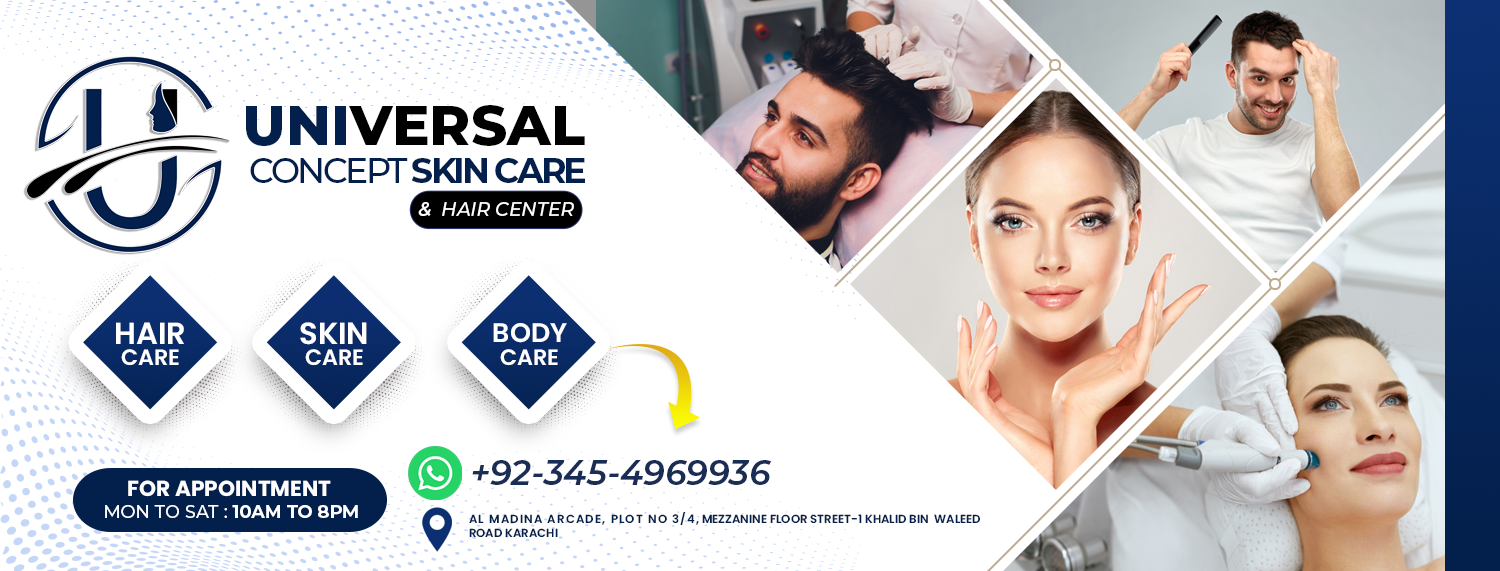 U
UNIVERSAL
CONCEPT SKIN CARE
& HAIR CENTER
HAIR
CARE
SKIN
CARE
BODY
CARE
FOR APPOINTMENT
MON TO SAT : 10AM TO 8PM
+92-345-4969936
AL MADINA ARCADE, PLOT NO 3/4, MEZZANINE FLOOR STREET-1 KHALID BIN WALEED
ROAD KARACHI